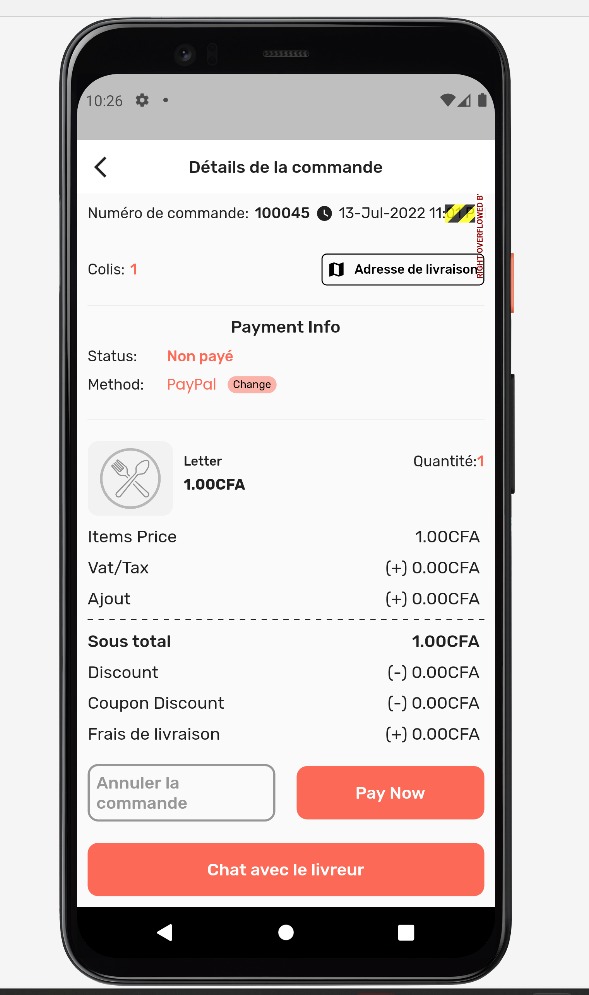 10:26
Détails de la commande
Numéro de commande: 100045 13-Jul-2022 11:
RIGHT OVERFLOWED B
Colis: 1
Adresse de livraison
Payment Info
Status: Non payé
Method: PayPal Change
Letter Quantité:1
1.00CFA
Items Price 1.00CFA
Vat/Tax (+) 0.00CFA
Ajout (+) 0.00CFA
Sous total 1.00CFA
Discount (-) 0.00CFA
Coupon Discount (-) 0.00CFA
Frais de livraison (+) 0.00CFA
Annuler la
commande
Pay Now
Chat avec le livreur